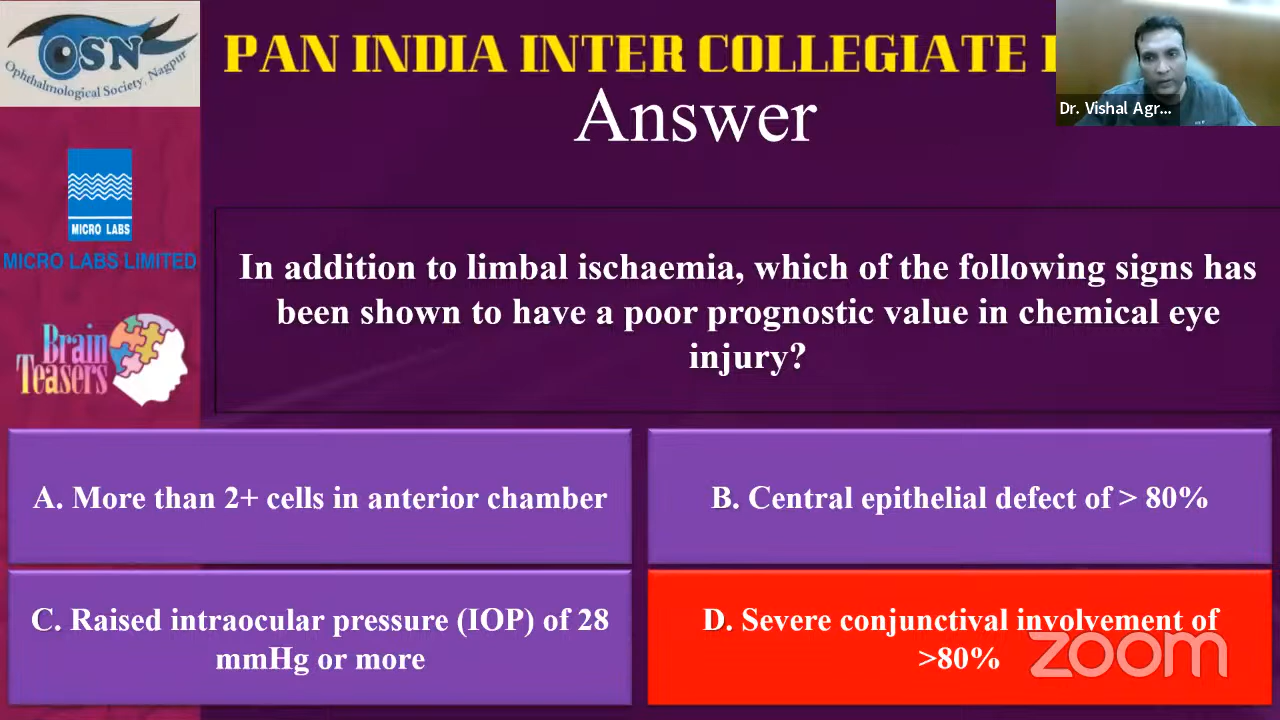 OSN
Ophthalmological Society, Nagpur
PAN INDIA INTER COLLEGIATE
Dr. Vishal Agr...
Answer
MICRO LABS
MICRO LABS LIMITED
Brain
Teasers
In addition to limbal ischaemia, which of the following signs has
been shown to have a poor prognostic value in chemical eye
injury?
A. More than 2+ cells in anterior chamber
B. Central epithelial defect of > 80%
C. Raised intraocular pressure (IOP) of 28
mmHg or more
D. Severe conjunctival involvement of
>80%
zoom